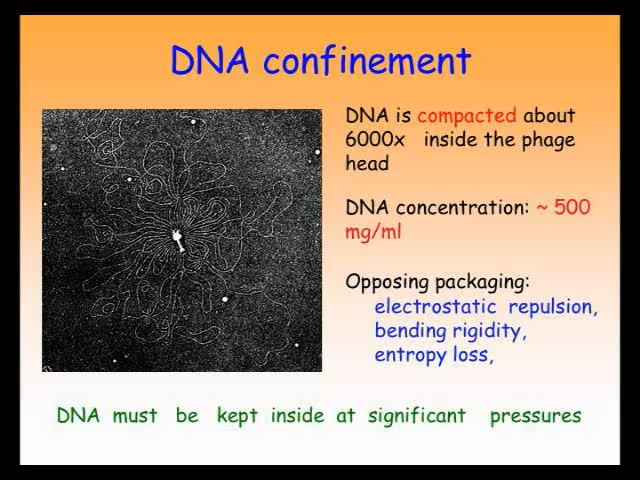 DNA confinement
DNA is compacted about
6000x inside the phage
head
DNA concentration: ~ 500
mg/ml
Opposing packaging:
electrostatic repulsion,
bending rigidity,
entropy loss,
DNA must be kept inside at significant pressures